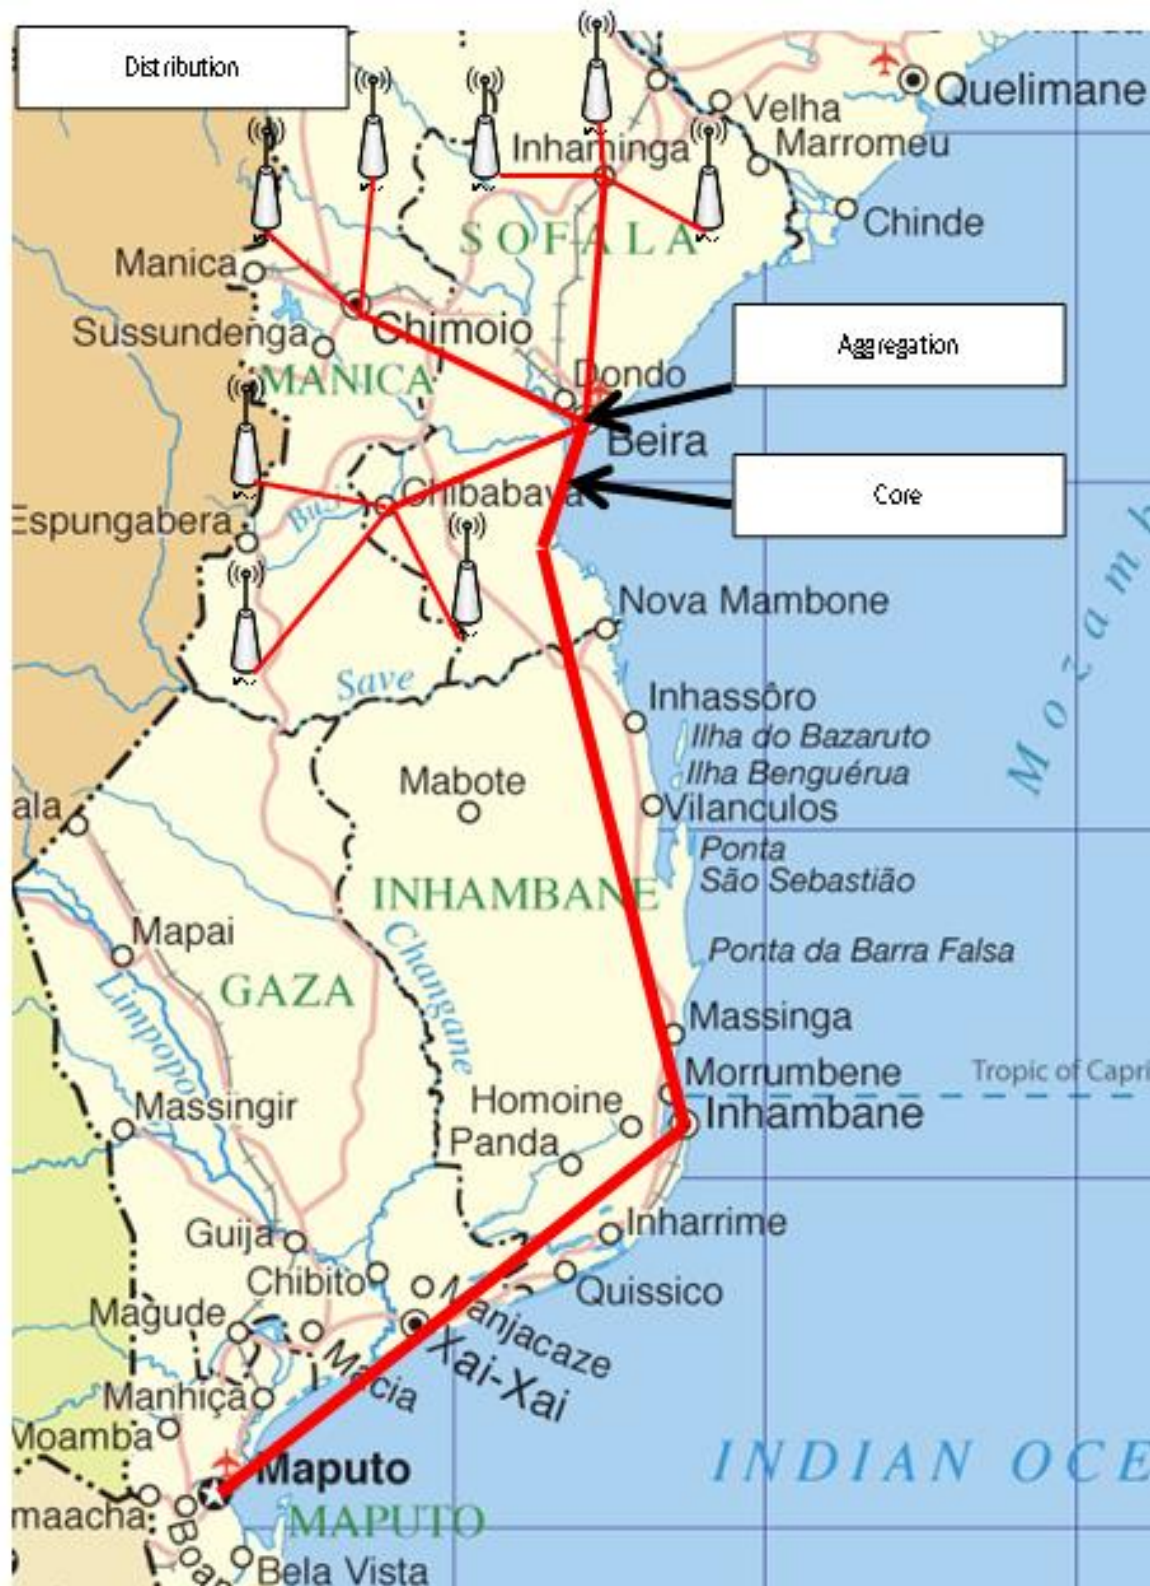 Distribution
Quelimane
Velha
Inhaminga
Marromeu
Chinde
SOFALA
Manica
Chimoio
Sussundenga
Aggregation
MANICA
Dondo
Beira
Chibabava
Core
Espungabera
Buzi
Nova Mambone
Save
Inhassôro
Ilha do Bazaruto
Ilha Benguérua
Mabote
Vilanculos
ala
Mozamb
Ponta
São Sebastião
INHAMBANE
Mapai
Changane
Ponta da Barra Falsa
GAZA
Limpopo
Massinga
Morrumbene
Tropic of Capri
Massingir
Homoine
Inhambane
Panda
Guija
Inharrime
Chibito
Quissico
Manjacaze
Magude
Xai-Xai
Macia
Manhiça
Moamba
INDIAN OCE
Maputo
maacha
MAPUTO
Boan
Bela Vista